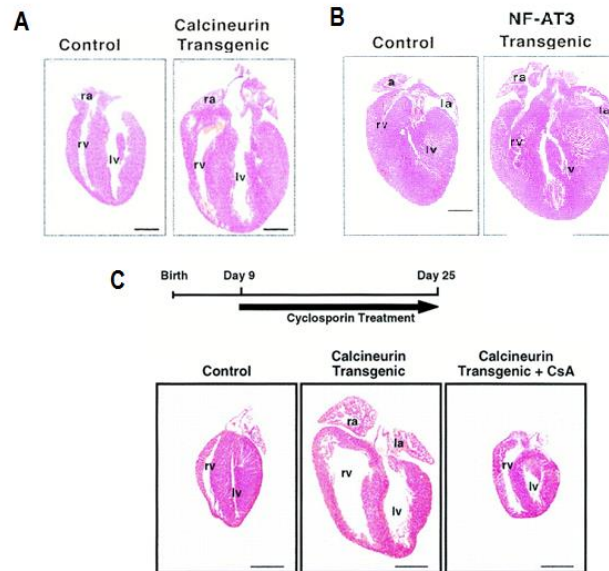 A
Control
Calcineurin
Transgenic
ra
rv
lv
ra
rv
lv
B
Control
NF-AT3
Transgenic
a
la
rv
lv
ra
la
rv
v
C
Birth
Day 9
Day 25
Cyclosporin Treatment
Control
Calcineurin
Transgenic
Calcineurin
Transgenic + CsA
rv
lv
ra
la
rv
lv
rv
lv